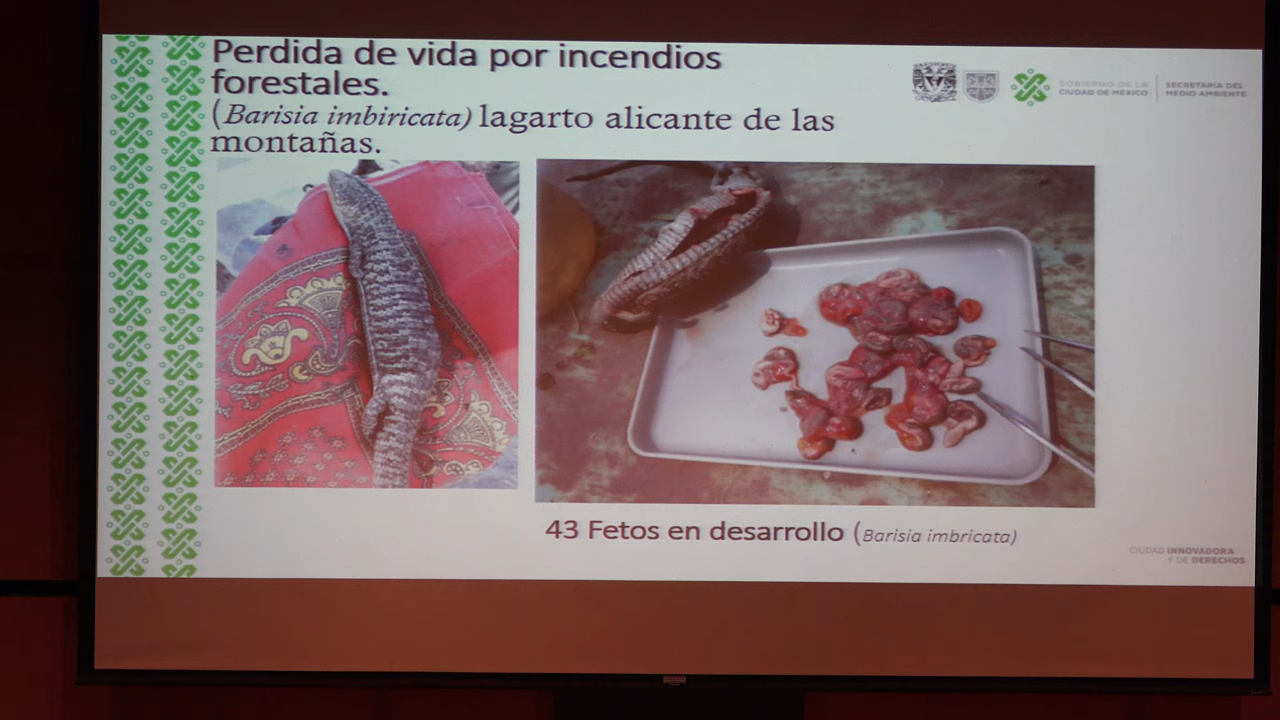 Perdida de vida por incendios
forestales.
(Barisia imbiricata) lagarto alicante de las
montañas.
GOBIERNO DE LA
CIUDAD DE MÉXICO
SECRETARÍA DEL
MEDIO AMBIENTE
43 Fetos en desarrollo (Barisia imbricata)
CIUDAD INNOVADORA
Y DE DERECHOS